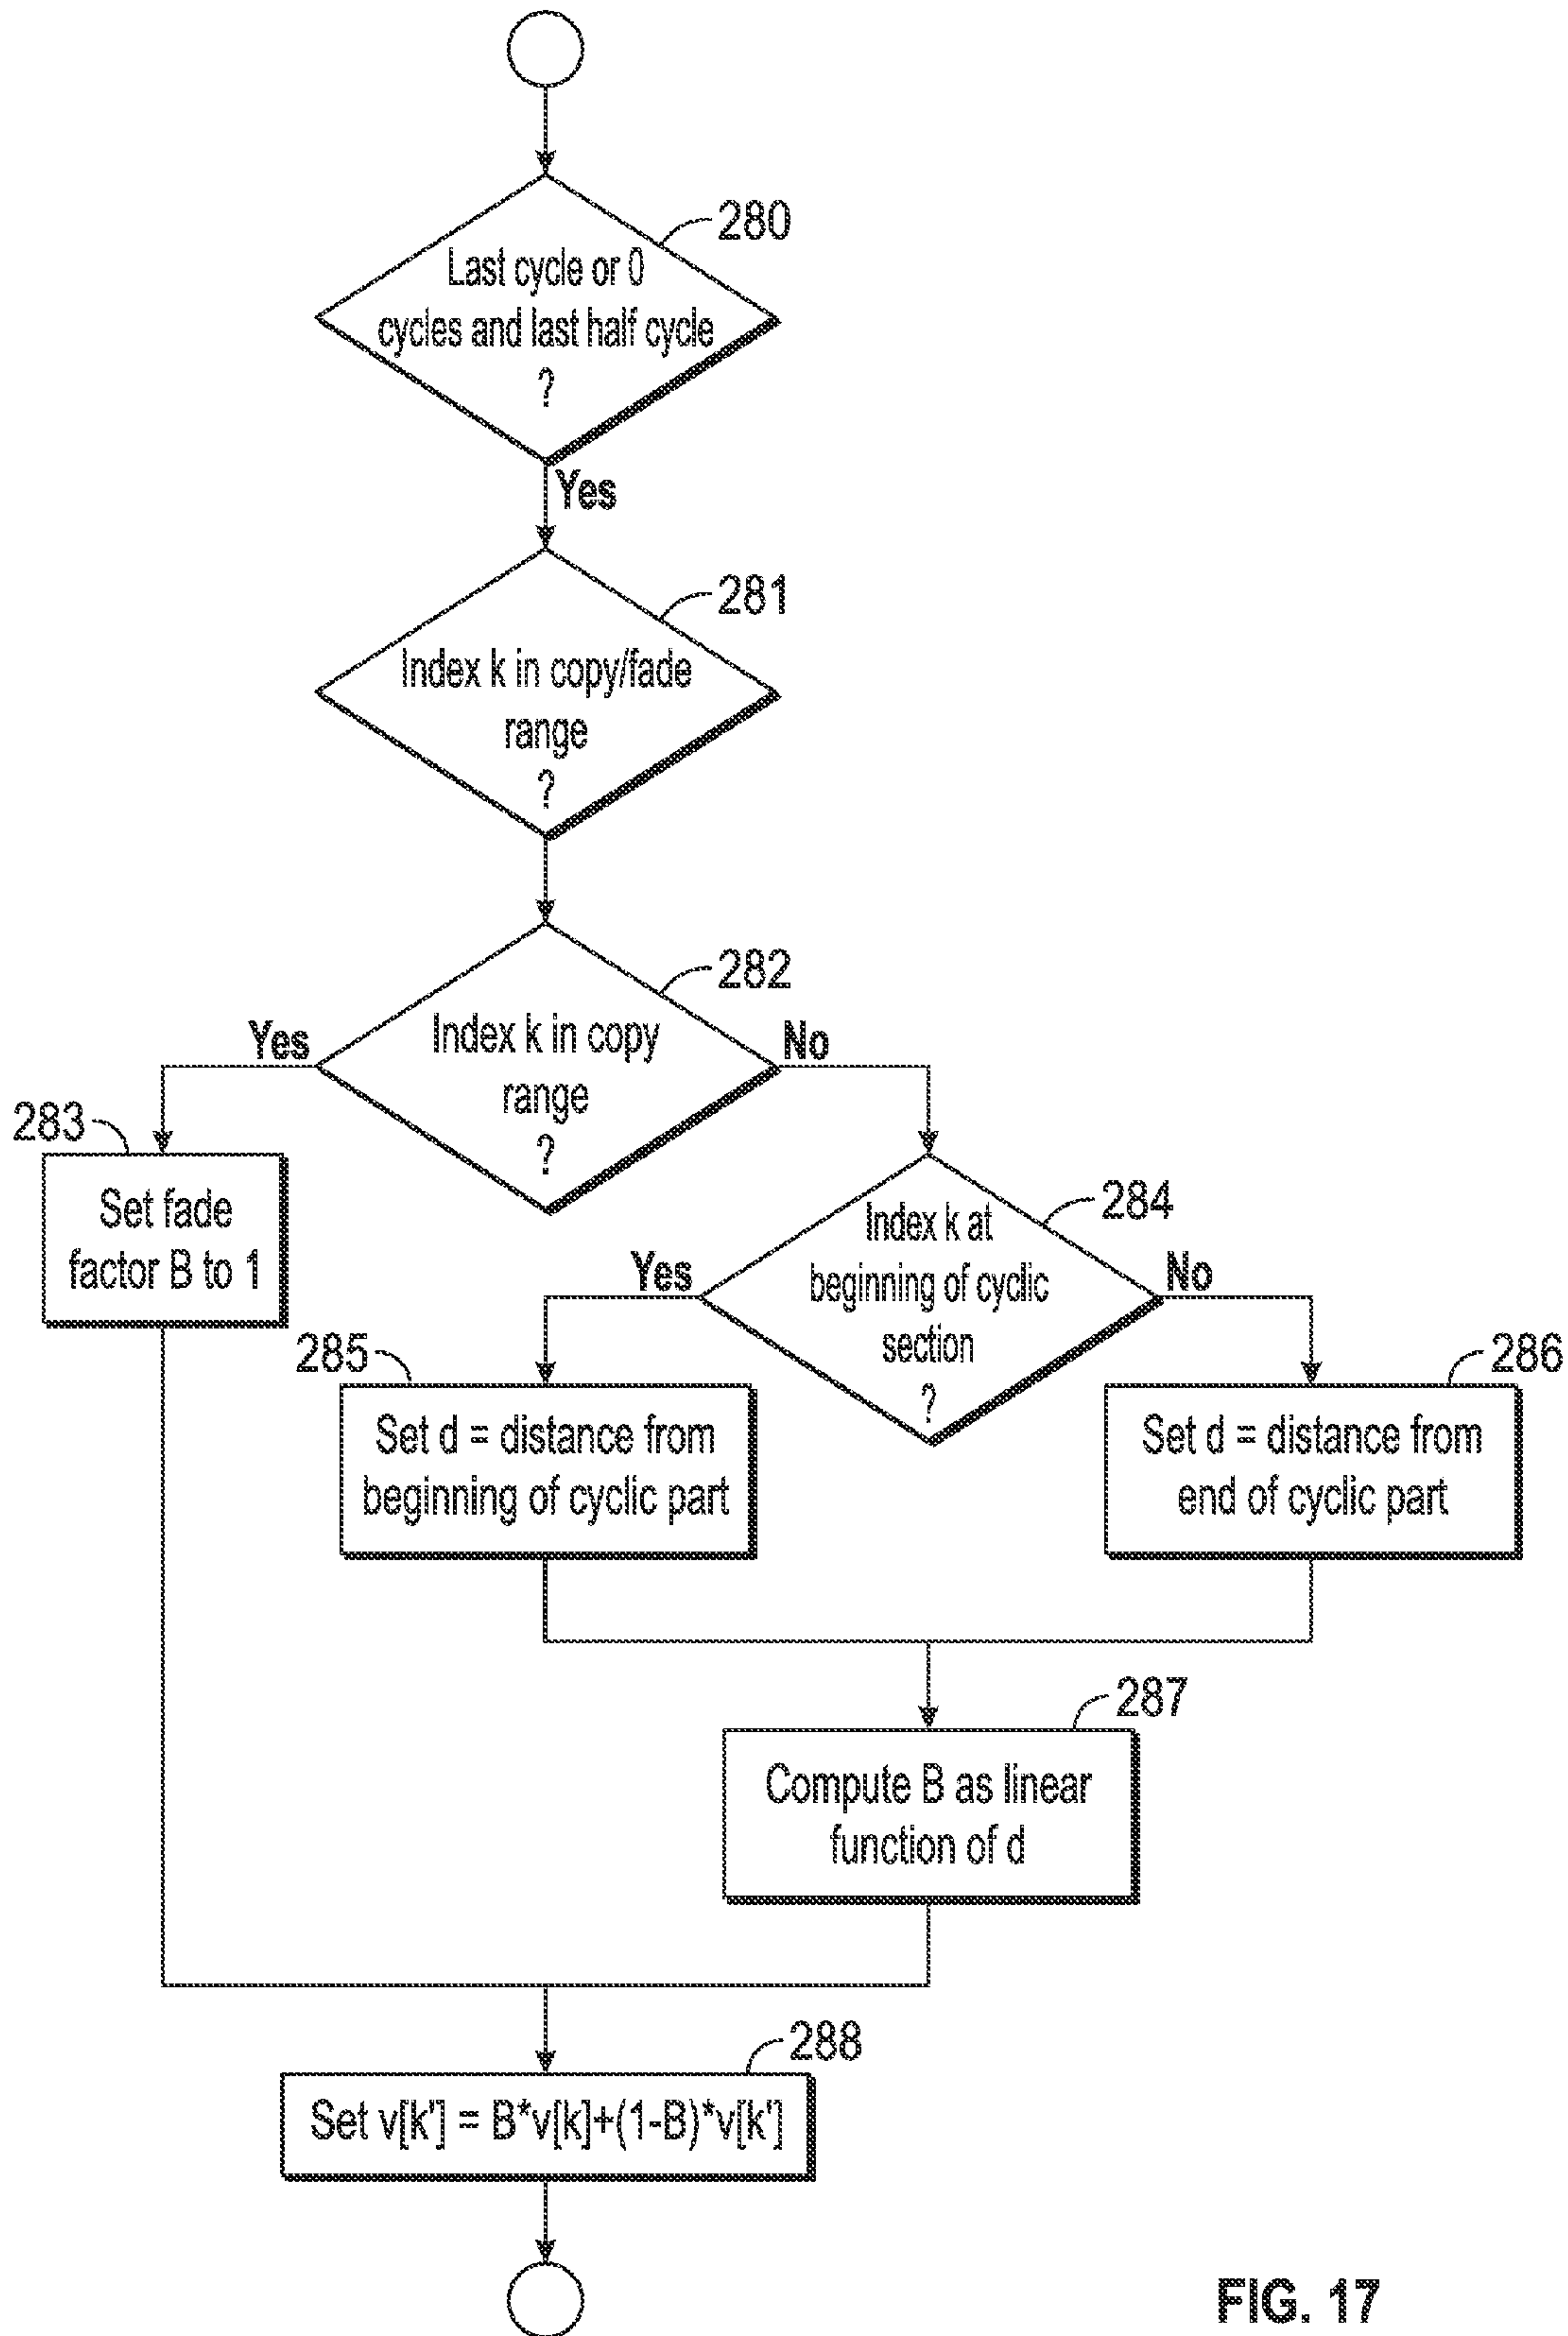 280
Last cycle or 0
cycles and last half cycle
?
Yes
281
Index k in copy/fade
range
?
282
Yes
Index k in copy
range
?
No
283
Set fade
factor B to 1
284
Index k at
beginning of cyclic
section
?
Yes
No
285
Set d = distance from
beginning of cyclic part
286
Set d = distance from
end of cyclic part
287
Compute B as linear
function of d
288
Set v[k'] = B*v[k]+(1-B)*v[k']
FIG. 17